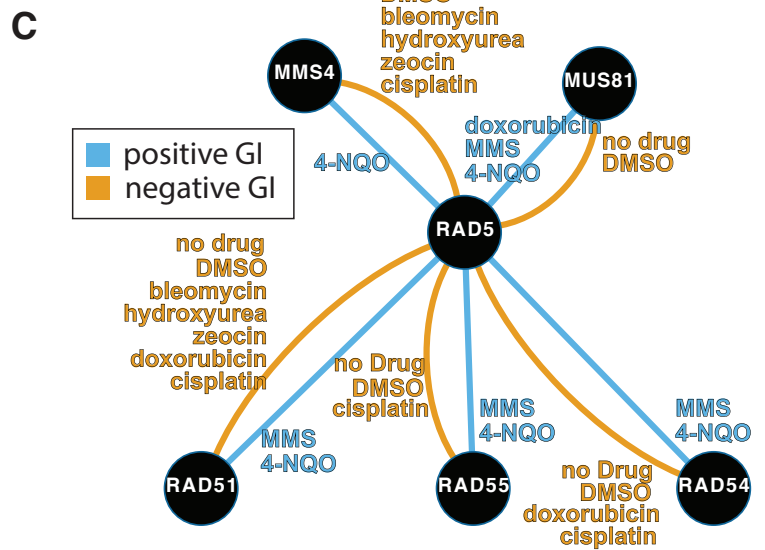 C
DMSO
bleomycin
hydroxyurea
zeocin
cisplatin
MMS4
MUS81
doxorubicin
MMS
4-NQO
no drug
DMSO
4-NQO
positive GI
negative GI
RAD5
no drug
DMSO
bleomycin
hydroxyurea
zeocin
doxorubicin
cisplatin
no Drug
DMSO
cisplatin
MMS
4-NQO
MMS
4-NQO
MMS
4-NQO
no Drug
DMSO
doxorubicin
cisplatin
RAD51
RAD55
RAD54